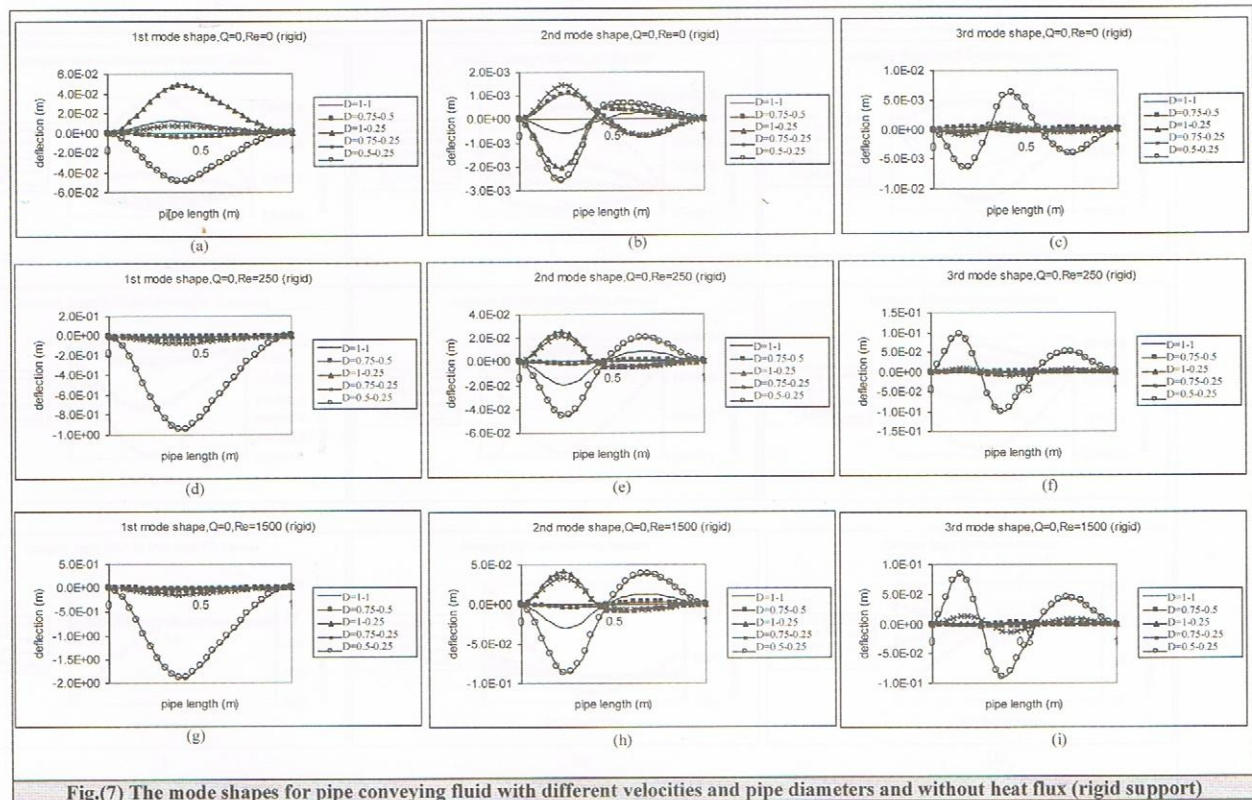 1st mode shape,Q=0,Re=0 (rigid)
6.0E-02
4.0E-02
2.0E-02
0.0E+00
-2.0E-02
-4.0E-02
-6.0E-02
deflection (m)
0
0.5
1
pipe length (m)
D=1-1
D=0.75-0.5
D=1-0.25
D=0.75-0.25
D=0.5-0.25
(a)
2nd mode shape,Q=0,Re=0 (rigid)
2.0E-03
1.0E-03
0.0E+00
-1.0E-03
-2.0E-03
-3.0E-03
deflection (m)
0
0.5
1
pipe length (m)
D=1-1
D=0.75-0.5
D=1-0.25
D=0.75-0.25
D=0.5-0.25
(b)
3rd mode shape,Q=0,Re=0 (rigid)
1.0E-02
5.0E-03
0.0E+00
-5.0E-03
-1.0E-02
deflection (m)
0
0.5
1
pipe length (m)
D=1-1
D=0.75-0.5
D=1-0.25
D=0.75-0.25
D=0.5-0.25
(c)
1st mode shape,Q=0,Re=250 (rigid)
2.0E-01
0.0E+00
-2.0E-01
-4.0E-01
-6.0E-01
-8.0E-01
-1.0E+00
deflection (m)
0
0.5
1
pipe length (m)
D=1-1
D=0.75-0.5
D=1-0.25
D=0.75-0.25
D=0.5-0.25
(d)
2nd mode shape,Q=0,Re=250 (rigid)
4.0E-02
2.0E-02
0.0E+00
-2.0E-02
-4.0E-02
-6.0E-02
deflection (m)
0
0.5
1
pipe length (m)
D=1-1
D=0.75-0.5
D=1-0.25
D=0.75-0.25
D=0.5-0.25
(e)
3rd mode shape,Q=0,Re=250 (rigid)
1.5E-01
1.0E-01
5.0E-02
0.0E+00
-5.0E-02
-1.0E-01
-1.5E-01
deflection (m)
0
1
pipe length (m)
D=1-1
D=0.75-0.5
D=1-0.25
D=0.75-0.25
D=0.5-0.25
(f)
1st mode shape,Q=0,Re=1500 (rigid)
5.0E-01
0.0E+00
-5.0E-01
-1.0E+00
-1.5E+00
-2.0E+00
deflection (m)
0
0.5
1
pipe length (m)
D=1-1
D=0.75-0.5
D=1-0.25
D=0.75-0.25
D=0.5-0.25
(g)
2nd mode shape,Q=0,Re=1500 (rigid)
5.0E-02
0.0E+00
-5.0E-02
-1.0E-01
deflection (m)
0
0.5
1
pipe length (m)
D=1-1
D=0.75-0.5
D=1-0.25
D=0.75-0.25
D=0.5-0.25
(h)
3rd mode shape,Q=0,Re=1500 (rigid)
1.0E-01
5.0E-02
0.0E+00
-5.0E-02
-1.0E-01
deflection (m)
0
1
pipe length (m)
D=1-1
D=0.75-0.5
D=1-0.25
D=0.75-0.25
D=0.5-0.25
(i)
Fig.(7) The mode shapes for pipe conveying fluid with different velocities and pipe diameters and without heat flux (rigid support)